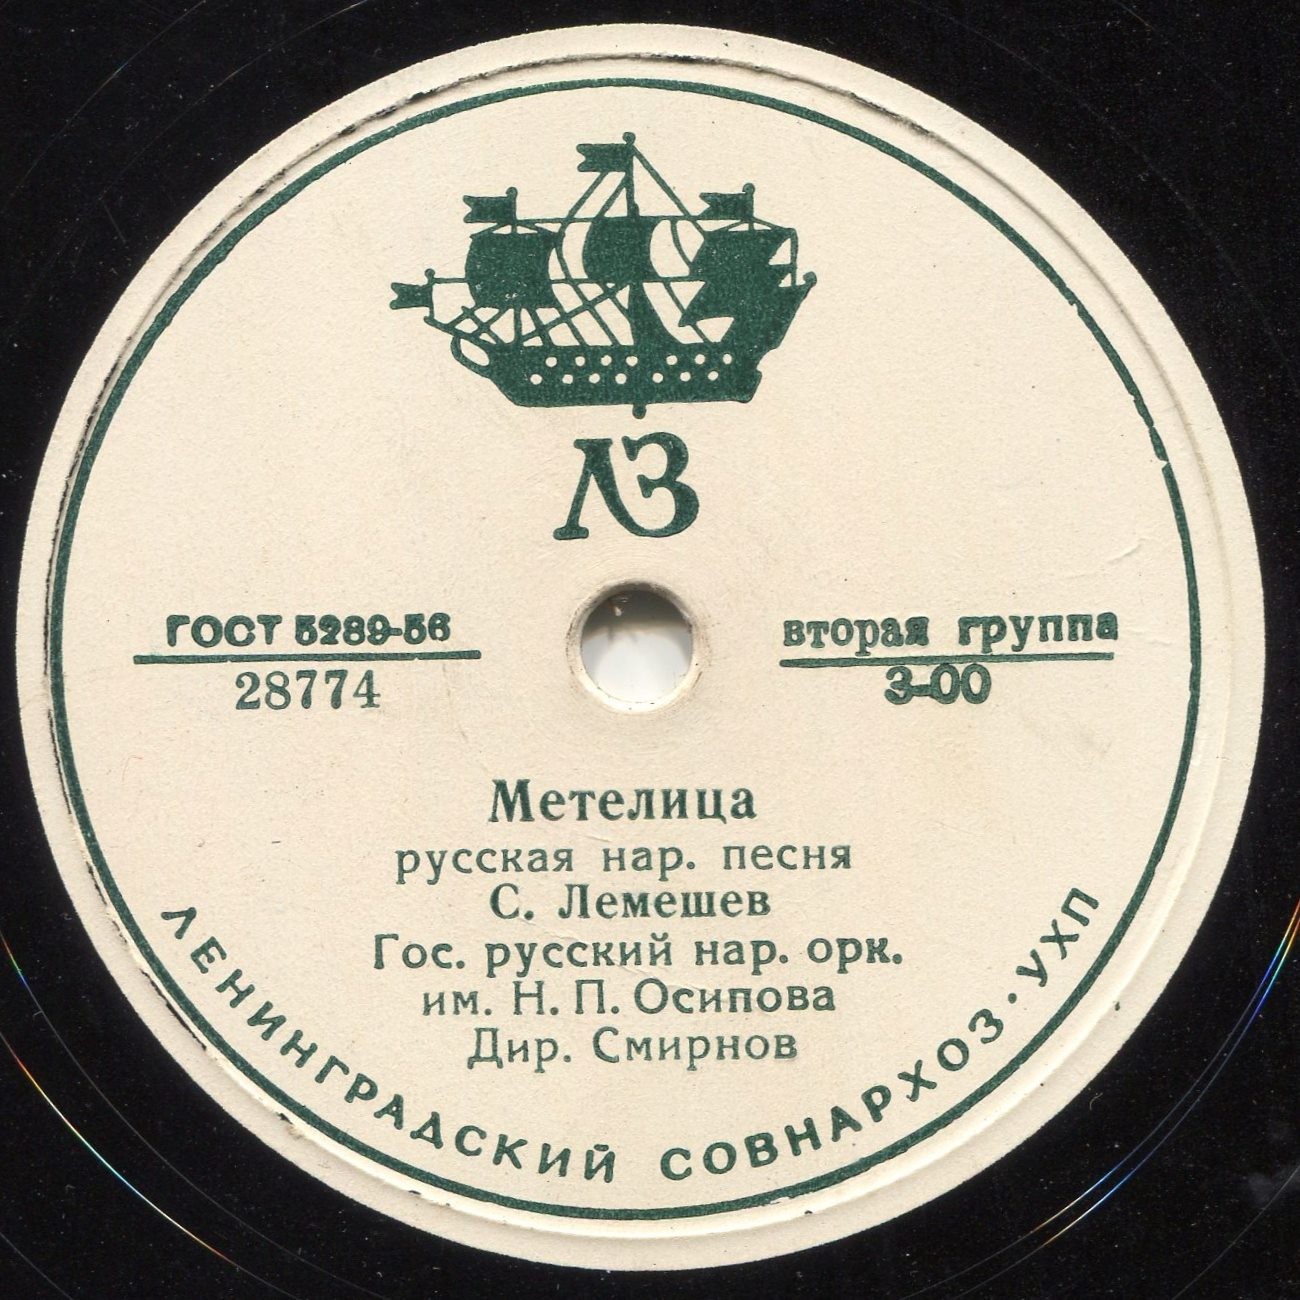 ЛЗ
ГОСТ 5289-56
28774
вторая группа
3-00
Метелица
русская нар. песня
С. Лемешев
Гос. русский нар. орк.
им. Н. П. Осипова
Дир. Смирнов
ЛЕНИНГРАДСКИЙ СОВНАРХОЗ · УХП